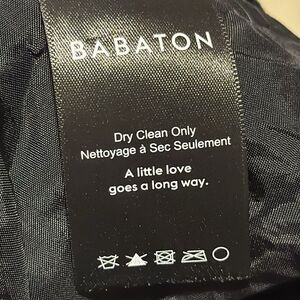 BABATON
Dry Clean Only
Nettoyage à Sec Seulement
A little love
goes a long way.